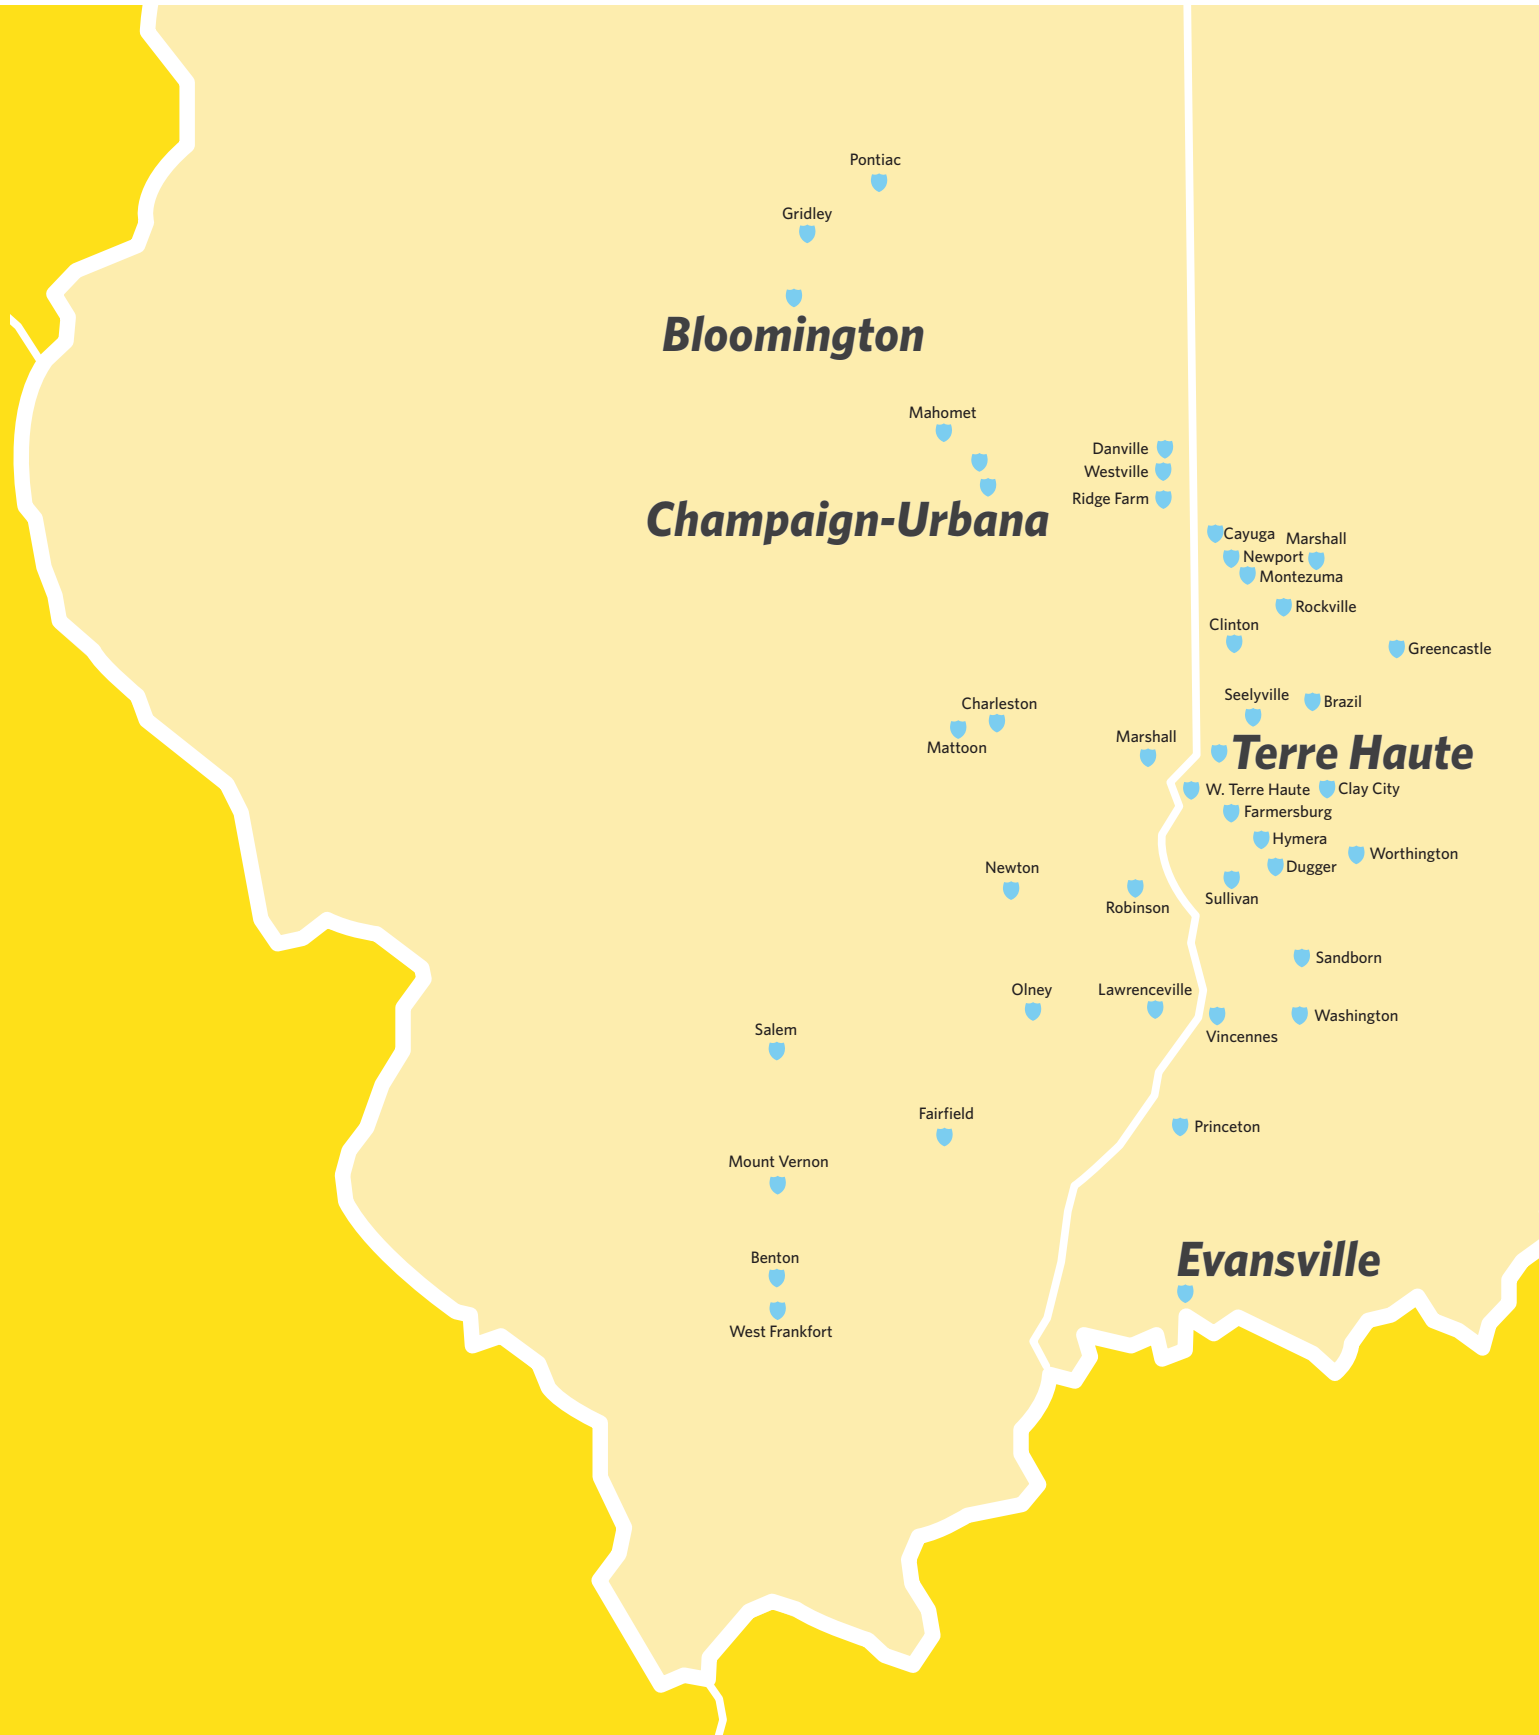 Pontiac
Gridley
Bloomington
Mahomet
Danville
Westville
Champaign-Urbana
Ridge Farm
Cayuga
Marshall
Newport
Montezuma
Rockville
Clinton
Greencastle
Seelyville
Brazil
Charleston
Mattoon
Marshall
Terre Haute
W. Terre Haute
Clay City
Farmersburg
Hymera
Worthington
Dugger
Newton
Robinson
Sullivan
Sandborn
Olney
Lawrenceville
Washington
Salem
Vincennes
Fairfield
Princeton
Mount Vernon
Benton
Evansville
West Frankfort